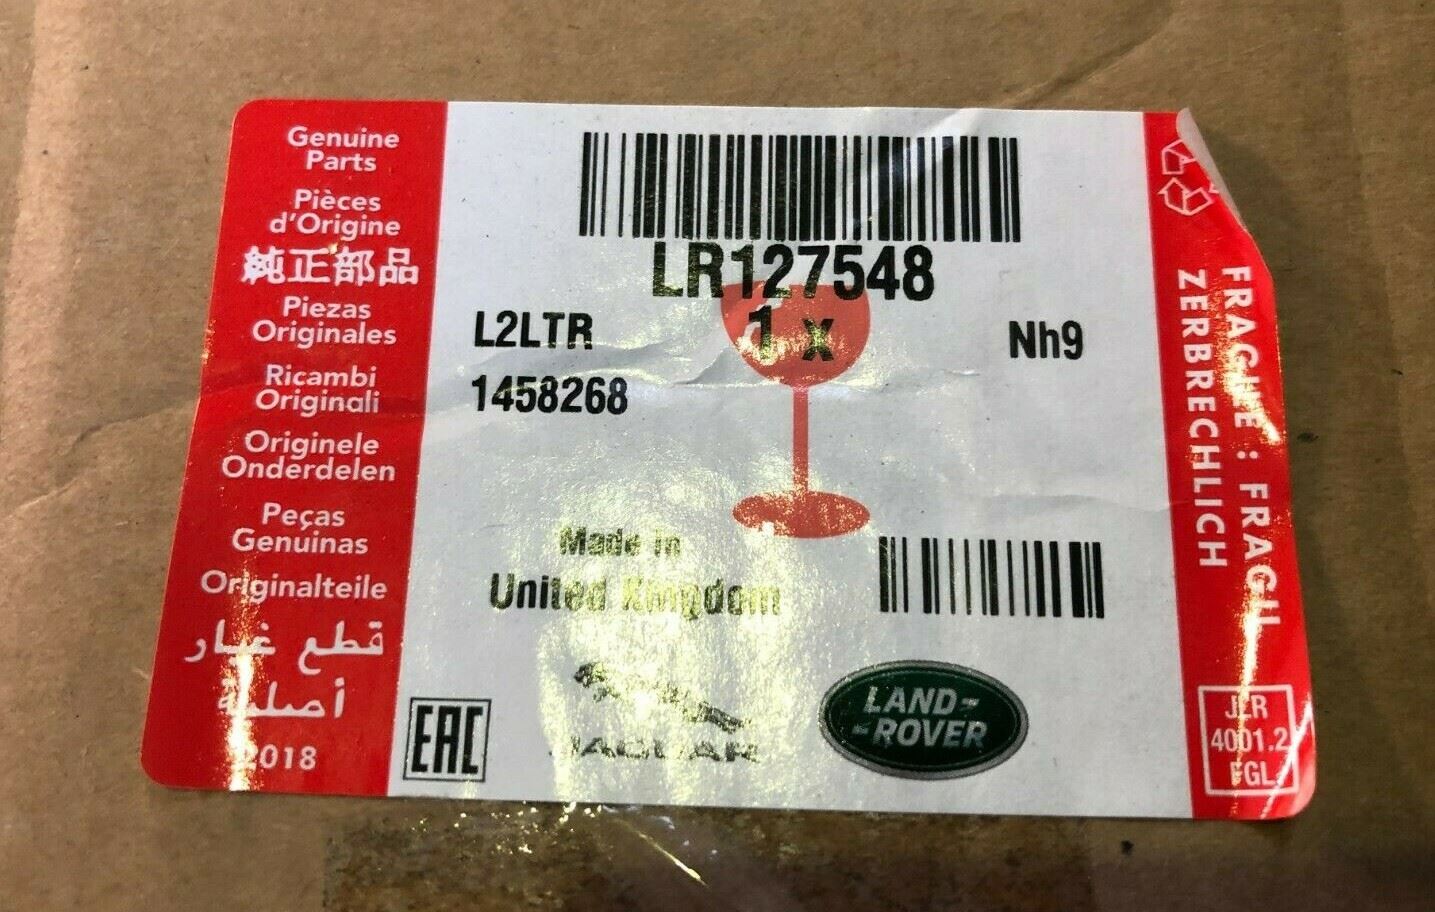 Genuine
Parts
Pièces
d'Origine
純正部品
Piezas
Originales
Ricambi
Originali
Originele
Onderdelen
Peças
Genuinas
Originalteile
قطع غيار
أصلية
2018
LR127548
L2LTR
1 x
Nh9
1458268
Made in
United Kingdom
EAC
JAGUAR
LAND-
-ROVER
FRAGILE : FRAGIL
ZERBRECHLICH
JLR
4001.2